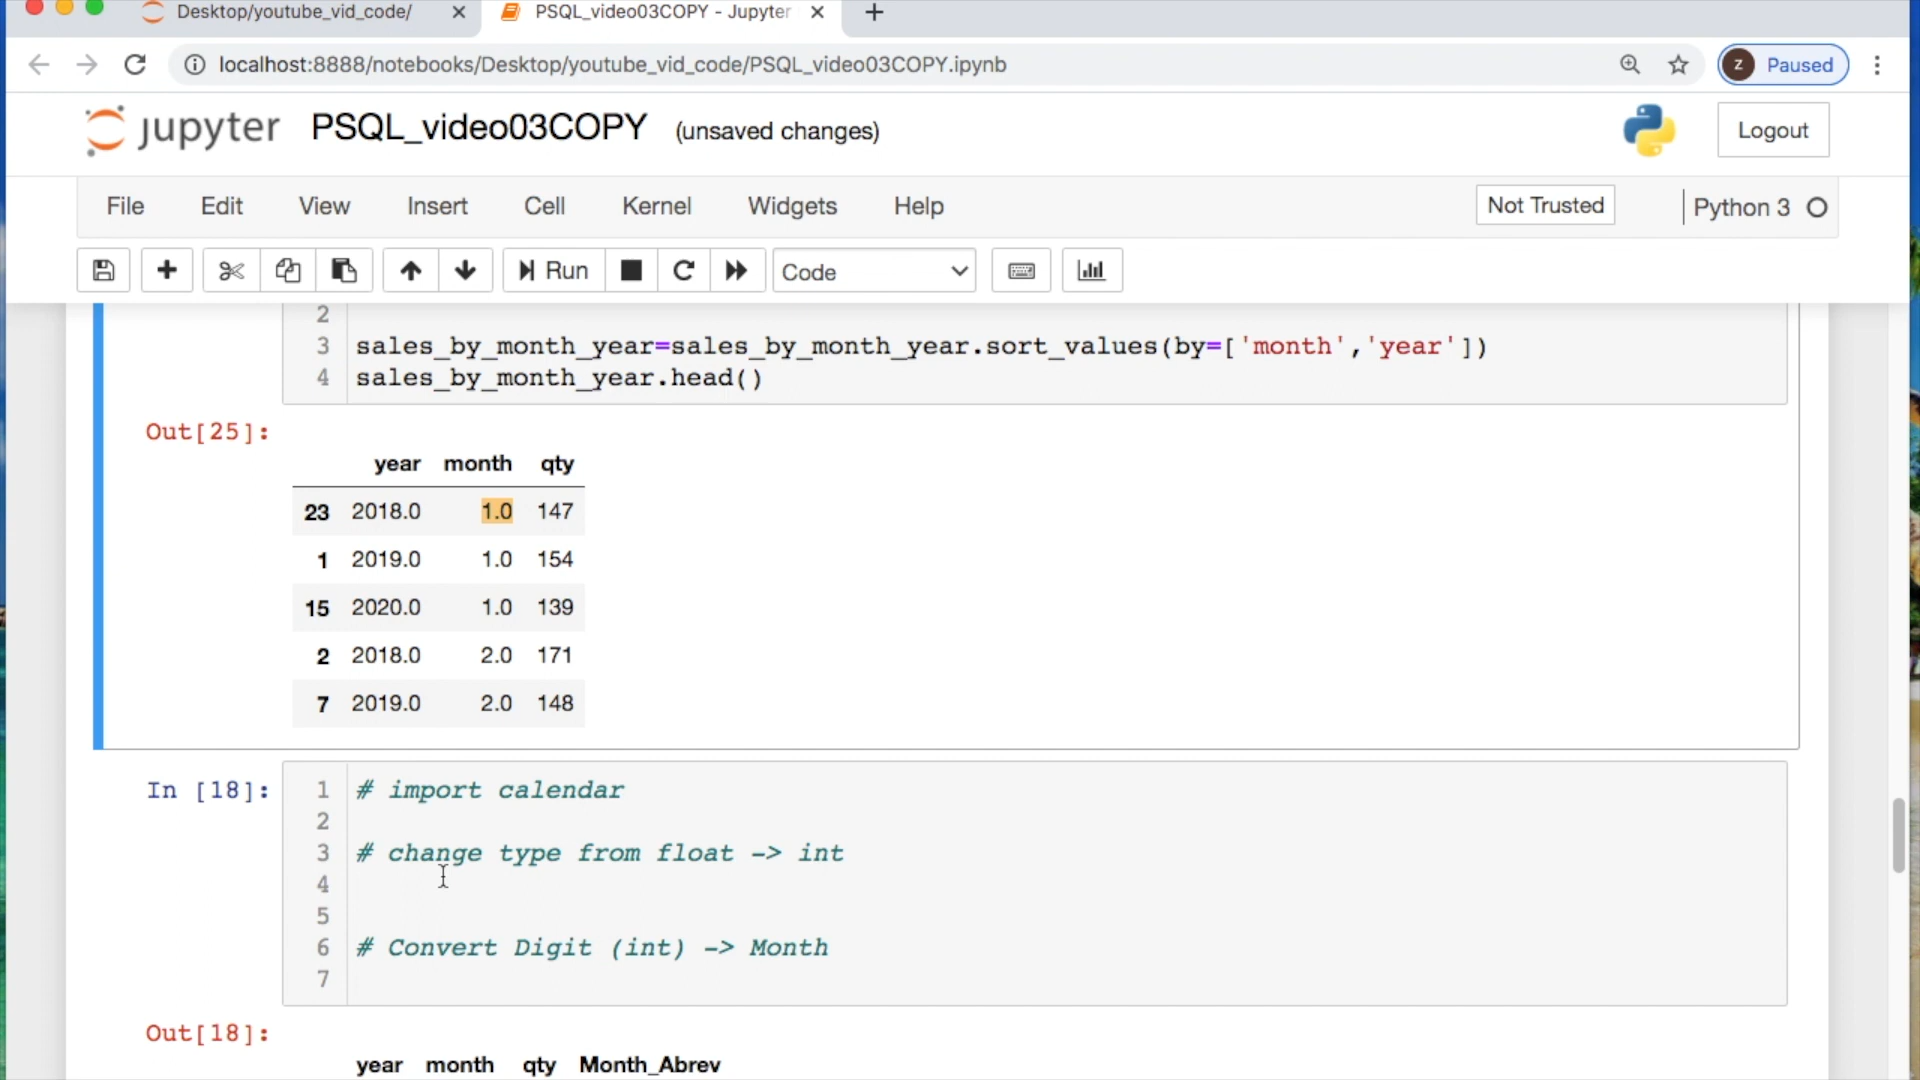 Desktop/youtube_vid_code/ PSQL_video03COPY - Jupyter
localhost:8888/notebooks/Desktop/youtube_vid_code/PSQL_video03COPY.ipynb Z Paused
jupyter PSQL_video03COPY (unsaved changes) Logout
File Edit View Insert Cell Kernel Widgets Help Not Trusted Python 3
Run Code
2
3 sales_by_month_year=sales_by_month_year.sort_values(by=['month','year'])
4 sales_by_month_year.head()
Out[25]:
year month qty
23 2018.0 1.0 147
1 2019.0 1.0 154
15 2020.0 1.0 139
2 2018.0 2.0 171
7 2019.0 2.0 148
In [18]: 1 # import calendar
2
3 # change type from float -> int
4
5
6 # Convert Digit (int) -> Month
7
Out[18]:
year month qty Month_Abrev